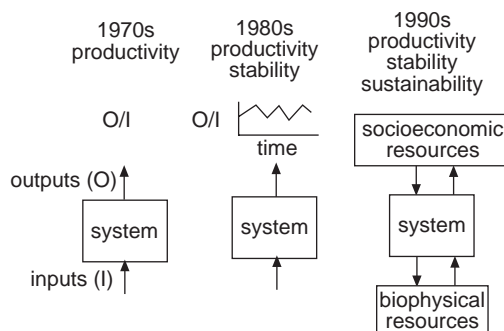 1970s
productivity
O/I
outputs (O)
system
inputs (I)
1980s
productivity
stability
O/I
time
system
1990s
productivity
stability
sustainability
socioeconomic
resources
system
biophysical
resources